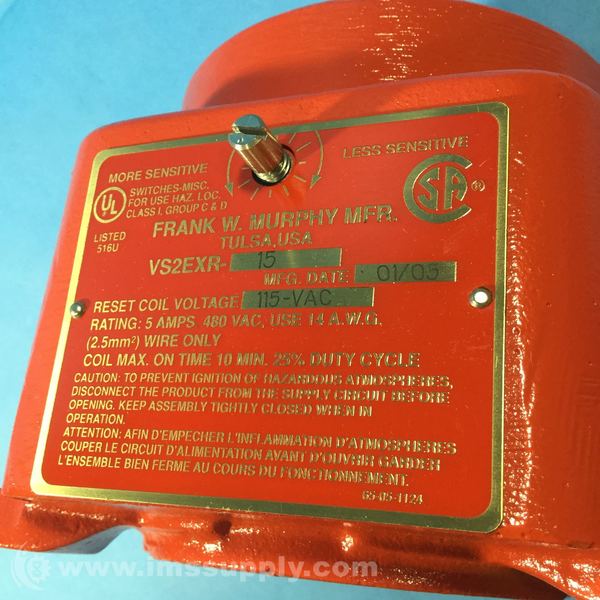 MORE SENSITIVE
LESS SENSITIVE
UL
SWITCHES-MISC.
FOR USE HAZ. LOC.
CLASS I, GROUP C & D
LISTED
516U
SA ®
FRANK W. MURPHY MFR.
TULSA, USA
VS2EXR- 15
MFG. DATE 01/05
RESET COIL VOLTAGE 115-VAC
RATING: 5 AMPS 480 VAC, USE 14 A.W.G.
(2.5mm²) WIRE ONLY
COIL MAX. ON TIME 10 MIN. 25% DUTY CYCLE
CAUTION: TO PREVENT IGNITION OF HAZARDOUS ATMOSPHERES,
DISCONNECT THE PRODUCT FROM THE SUPPLY CIRCUIT BEFORE
OPENING. KEEP ASSEMBLY TIGHTLY CLOSED WHEN IN
OPERATION.
ATTENTION: AFIN D'EMPECHER L'INFLAMMATION D'ATMOSPHERES
COUPER LE CIRCUIT D'ALIMENTATION AVANT D'OUVRIR GARDER
L'ENSEMBLE BIEN FERME AU COURS DU FONCTIONNEMENT.
65-05-1124
© www.imssupply.com